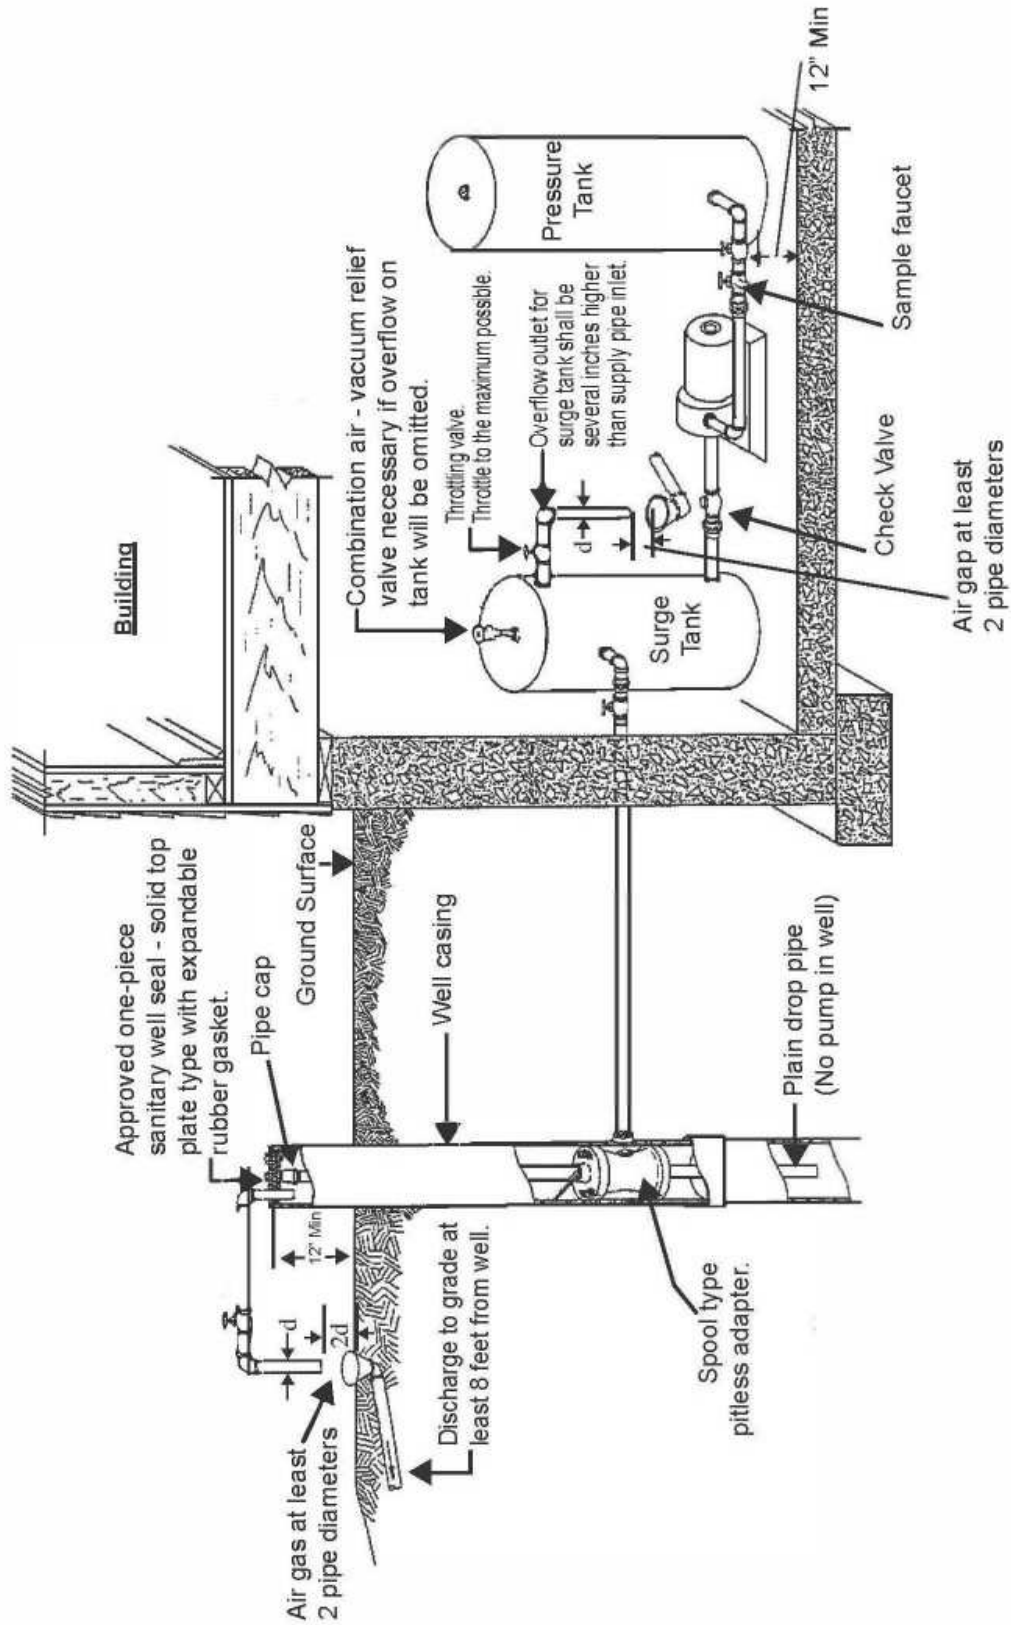 Building
Approved one-piece
sanitary well seal - solid top
plate type with expandable
rubber gasket.
Pipe cap
Ground Surface
Combination air - vacuum relief
valve necessary if overflow on
tank will be omitted.
Throttling valve.
Throttle to the maximum possible.
Overflow outlet for
surge tank shall be
several inches higher
than supply pipe inlet.
Pressure
Tank
12" Min
d
2d
Air gas at least
2 pipe diameters
Discharge to grade at
least 8 feet from well.
Well casing
d
Surge
Tank
12" Min
Spool type
pitless adapter.
Plain drop pipe
(No pump in well)
Check Valve
Sample faucet
Air gap at least
2 pipe diameters